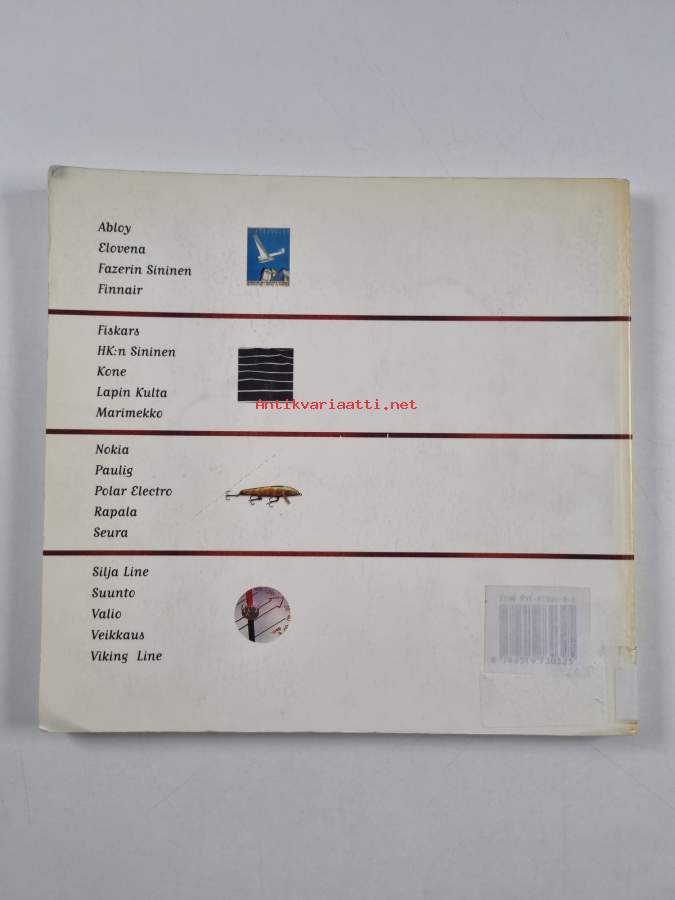 Abloy
Elovena
Fazerin Sininen
Finnair
Fiskars
HK:n Sininen
Kone
Lapin Kulta
Marimekko
Antikvariaatti.net
Nokia
Paulig
Polar Electro
Rapala
Seura
Silja Line
Suunto
Valio
Veikkaus
Viking Line